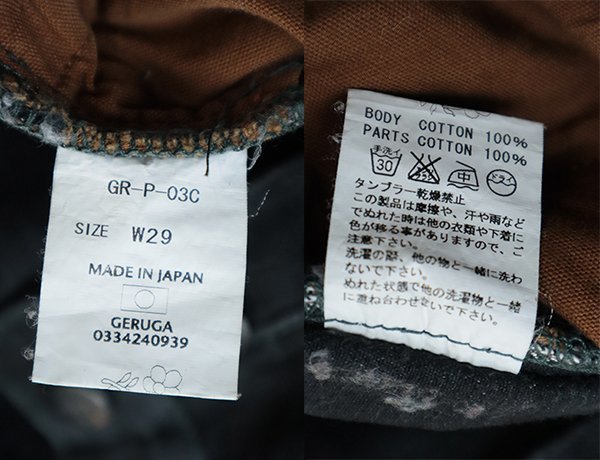 GR-P-03C
SIZE W29
MADE IN JAPAN
GERUGA
0334240939
BODY COTTON 100%
PARTS COTTON 100%
手洗イ
30
中
ドライ
タンブラー乾燥禁止
この製品は摩擦や、汗や雨など
でぬれた時は他の衣類や下着に
色が移る事がありますので、ご
注意下さい。
洗濯の際、他の物と一緒に洗わ
ないで下さい。
ぬれた状態で他の洗濯物と一緒
に重ね合わせないで下さい。